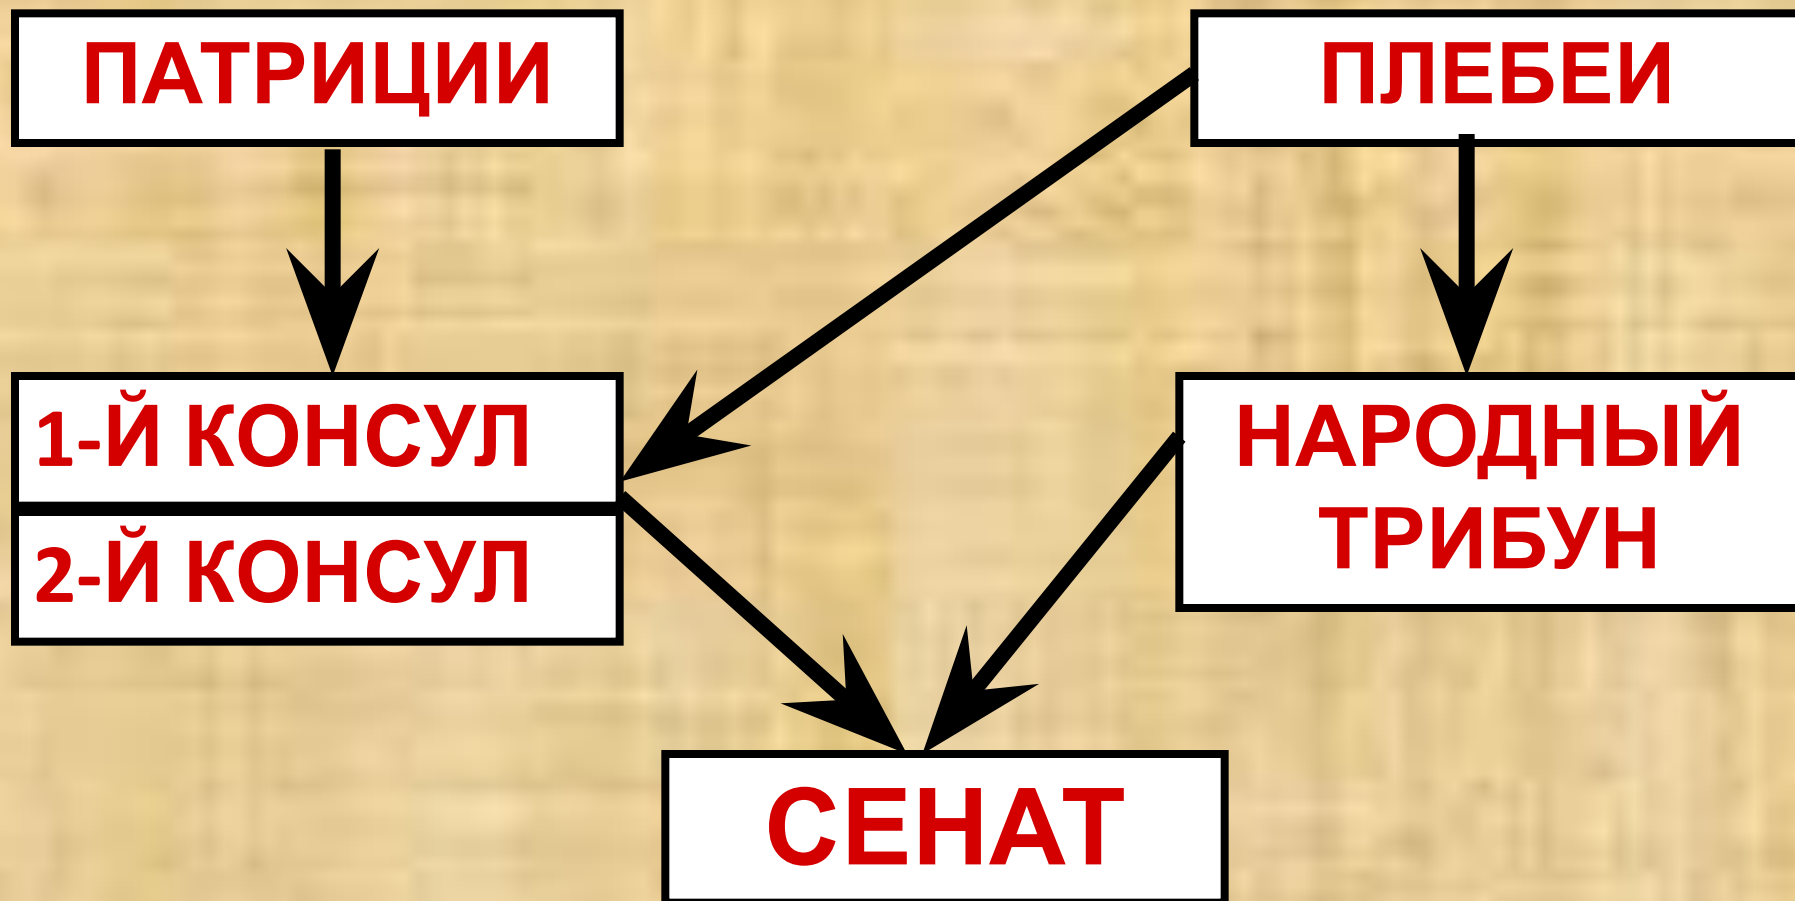 ПАТРИЦИИ
ПЛЕБЕИ
1-Й КОНСУЛ
2-Й КОНСУЛ
НАРОДНЫЙ
ТРИБУН
СЕНАТ